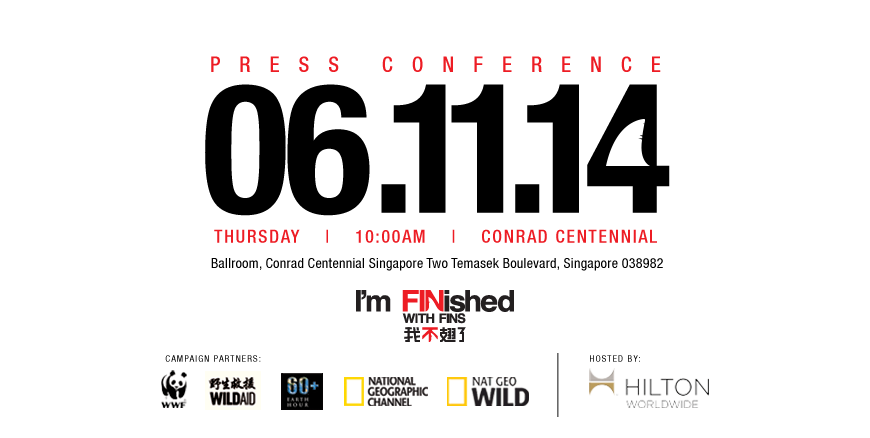 PRESS CONFERENCE
06.11.14
THURSDAY | 10:00AM | CONRAD CENTENNIAL
Ballroom, Conrad Centennial Singapore Two Temasek Boulevard, Singapore 038982
I'm FINished
WITH FINS
我不翅了
CAMPAIGN PARTNERS:
WWF
野生救援
WILDAID
60+
EARTH HOUR
NATIONAL
GEOGRAPHIC
CHANNEL
NAT GEO
WILD
HOSTED BY:
HILTON
WORLDWIDE